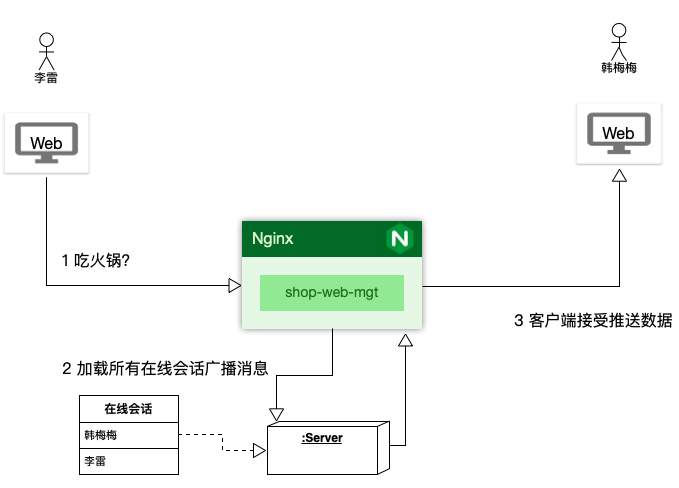 李雷
韩梅梅
Web
Web
Nginx
N
shop-web-mgt
1 吃火锅?
3 客户端接受推送数据
2 加载所有在线会话广播消息
在线会话
韩梅梅
李雷
:Server